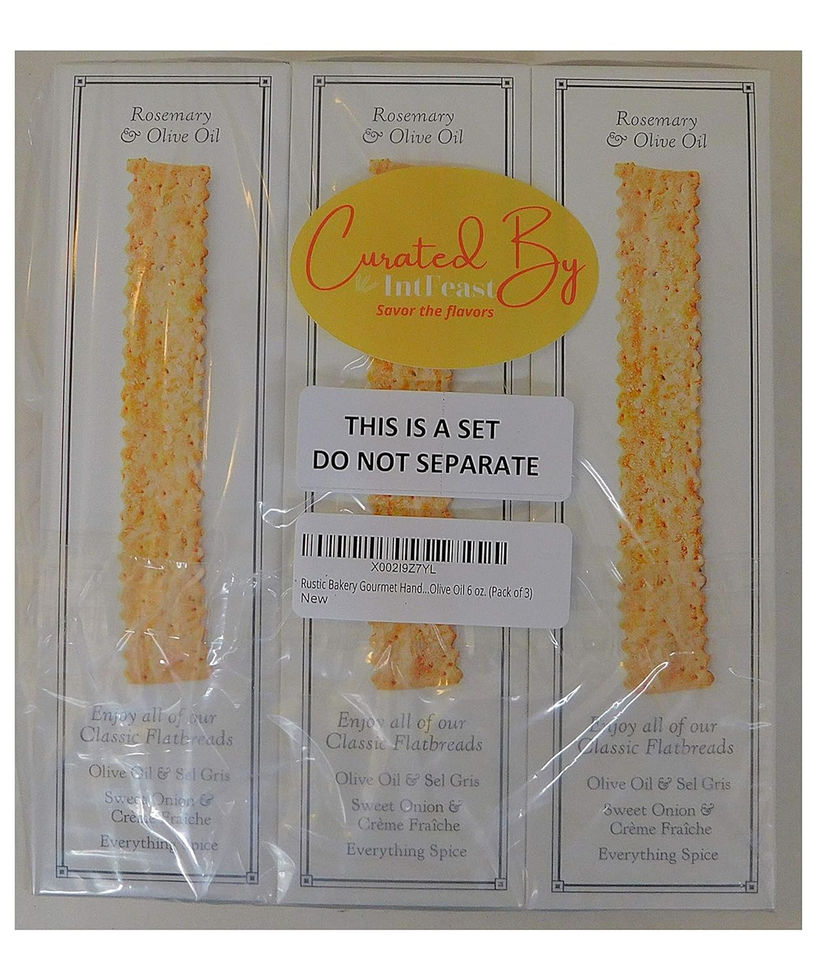 Rosemary
& Olive Oil
Enjoy all of our
Classic Flatbreads
Olive Oil & Sel Gris
Sweet Onion &
Crème Fraîche
Everything Spice
Rosemary
& Olive Oil
Curated By
IntFeast
Savor the flavors
THIS IS A SET
DO NOT SEPARATE
X002I9Z7YL
Rustic Bakery Gourmet Hand...Olive Oil 6 oz. (Pack of 3)
New
Enjoy all of our
Classic Flatbreads
Olive Oil & Sel Gris
Sweet Onion &
Crème Fraîche
Everything Spice
Rosemary
& Olive Oil
Enjoy all of our
Classic Flatbreads
Olive Oil & Sel Gris
Sweet Onion &
Crème Fraîche
Everything Spice